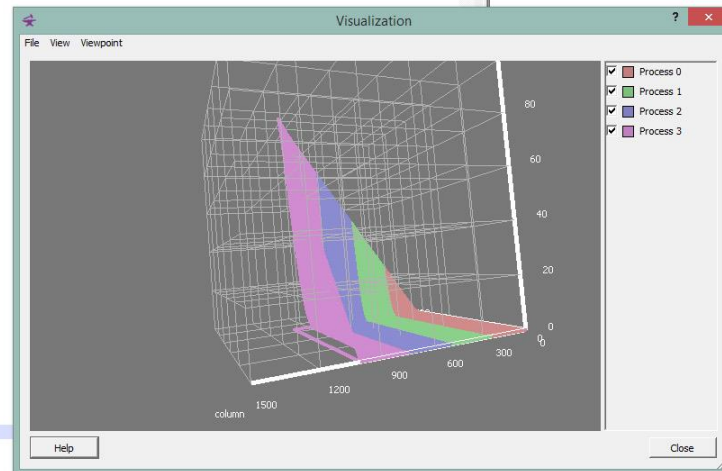 Visualization
? ×
File View Viewpoint
Process 0
Process 1
Process 2
Process 3
80
60
40
20
0
0
0
300
600
900
1200
1500
column
Help
Close